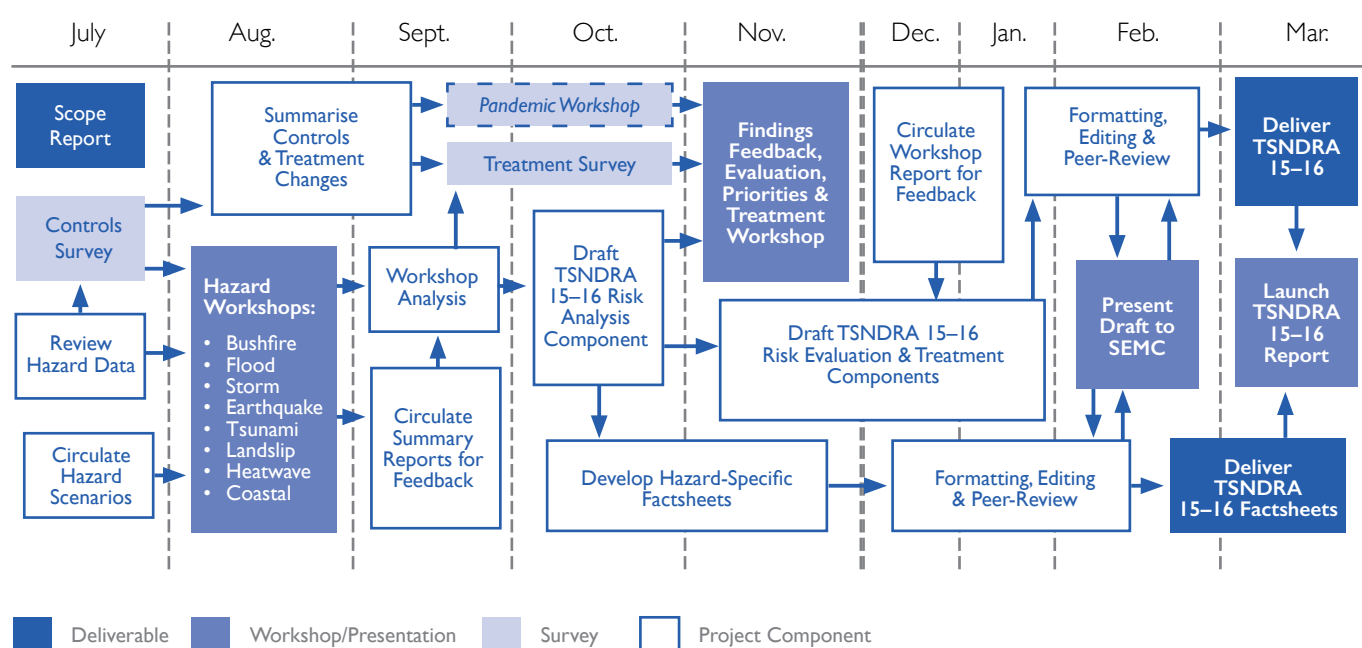 July
Aug.
Sept.
Oct.
Nov.
Dec.
Jan.
Feb.
Mar.
Scope
Report
Controls
Survey
Review
Hazard Data
Circulate
Hazard
Scenarios
Summarise
Controls
& Treatment
Changes
Hazard
Workshops:
• Bushfire
• Flood
• Storm
• Earthquake
• Tsunami
• Landslip
• Heatwave
• Coastal
Pandemic Workshop
Treatment Survey
Workshop
Analysis
Circulate
Summary
Reports for
Feedback
Draft
TSNDRA
15–16 Risk
Analysis
Component
Findings
Feedback,
Evaluation,
Priorities &
Treatment
Workshop
Develop Hazard-Specific
Factsheets
Circulate
Workshop
Report for
Feedback
Draft TSNDRA 15–16
Risk Evaluation & Treatment
Components
Formatting, Editing
& Peer-Review
Formatting,
Editing &
Peer-Review
Present
Draft to
SEMC
Deliver
TSNDRA
15–16
Launch
TSNDRA
15–16
Report
Deliver
TSNDRA
15–16 Factsheets
Deliverable
Workshop/Presentation
Survey
Project Component